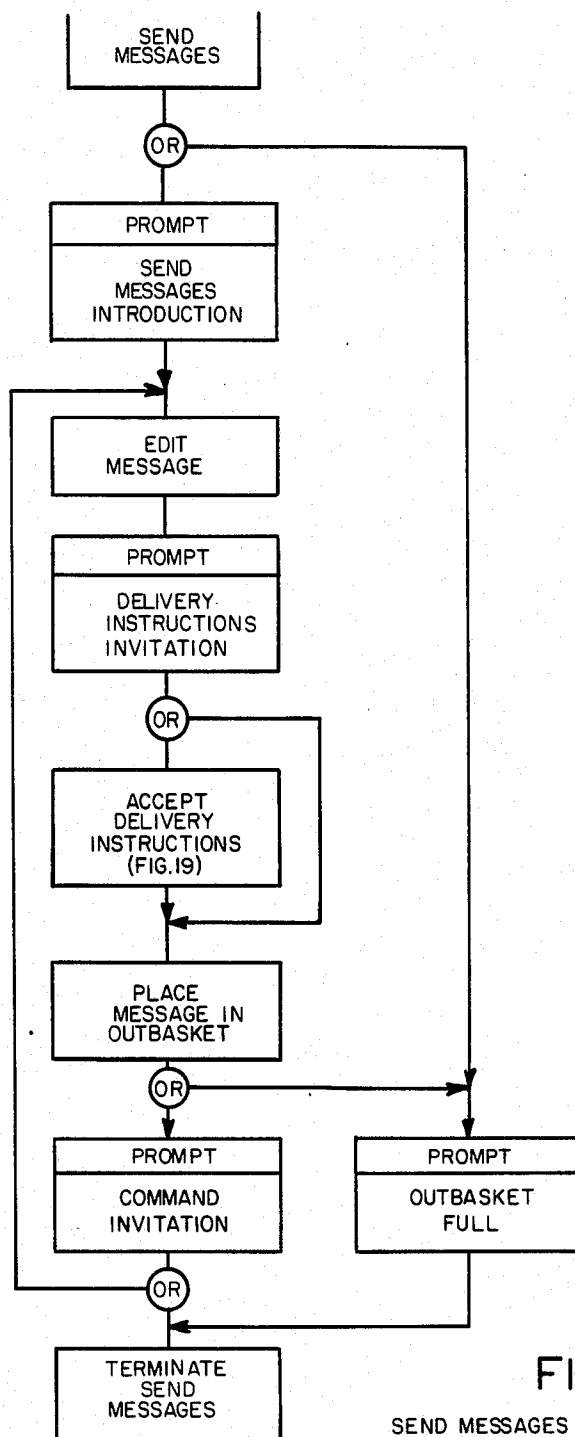 SEND
MESSAGES
OR
PROMPT
SEND
MESSAGES
INTRODUCTION
EDIT
MESSAGE
PROMPT
DELIVERY
INSTRUCTIONS
INVITATION
OR
ACCEPT
DELIVERY
INSTRUCTIONS
(FIG.19)
PLACE
MESSAGE IN
OUTBASKET
OR
PROMPT
COMMAND
INVITATION
PROMPT
OUTBASKET
FULL
OR
TERMINATE
SEND
MESSAGES
SEND MESSAGES